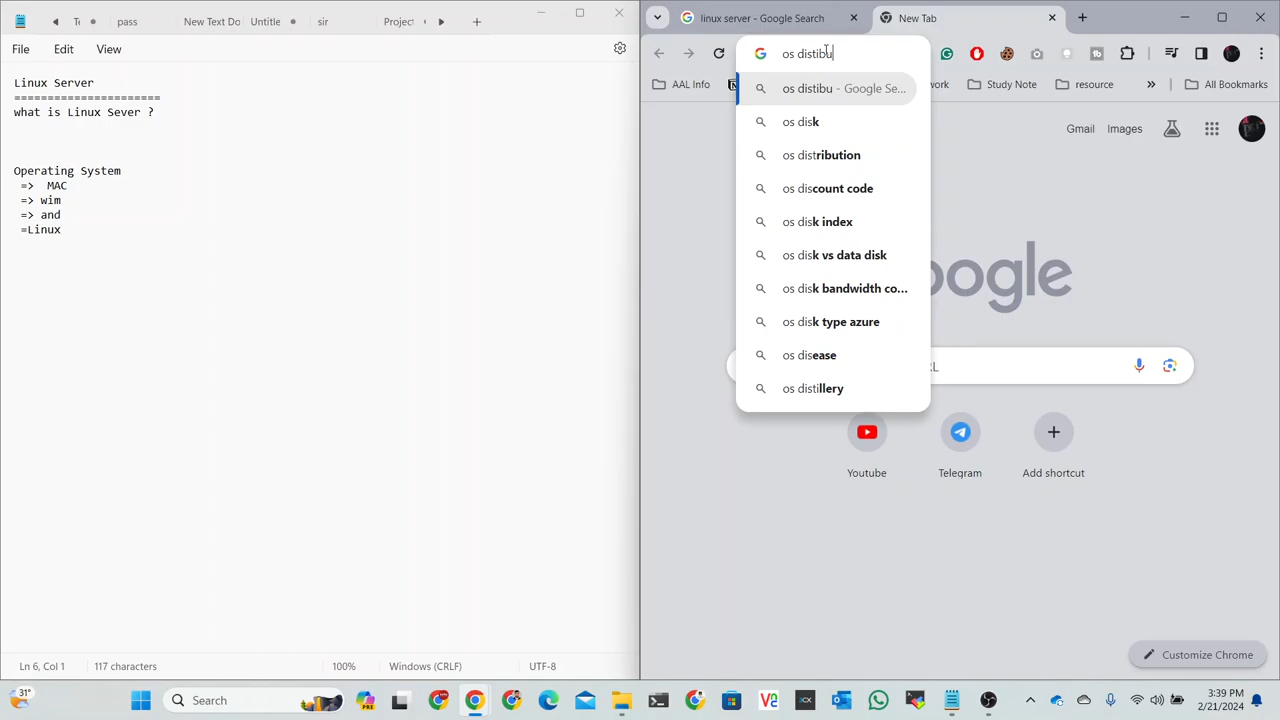 pass
New Text Do
Untitle
sir
Project
File
Edit
View
Linux Server
======================
what is Linux Sever ?
Operating System
=> MAC
=> wim
=> and
=Linux
Ln 6, Col 1
117 characters
100%
Windows (CRLF)
UTF-8
linux server - Google Search
New Tab
os distibu
AAL Info
work
Study Note
resource
All Bookmarks
os distibu - Google Se...
os disk
os distribution
os discount code
os disk index
os disk vs data disk
os disk bandwidth co...
os disk type azure
os disease
os distillery
Gmail
Images
oogle
RL
Youtube
Telegram
Add shortcut
Customize Chrome
31°
Search
PRE
3:39 PM
2/21/2024